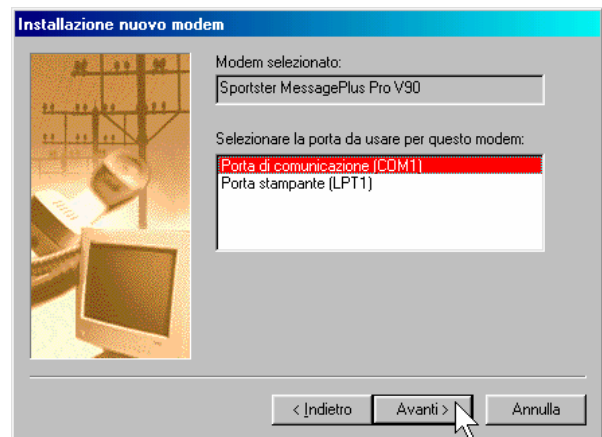 Installazione nuovo modem
Modem selezionato:
Sportster MessagePlus Pro V90
Selezionare la porta da usare per questo modem:
Porta di comunicazione (COM1)
Porta stampante (LPT1)
< Indietro
Avanti >
Annulla